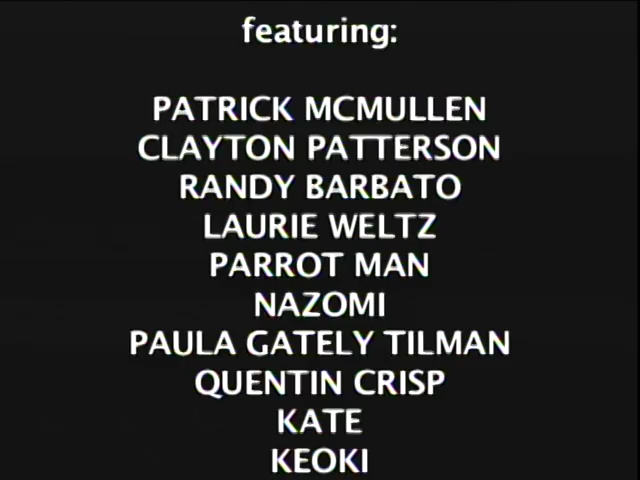 featuring:
PATRICK MCMULLEN
CLAYTON PATTERSON
RANDY BARBATO
LAURIE WELTZ
PARROT MAN
NAZOMI
PAULA GATELY TILMAN
QUENTIN CRISP
KATE
KEOKI